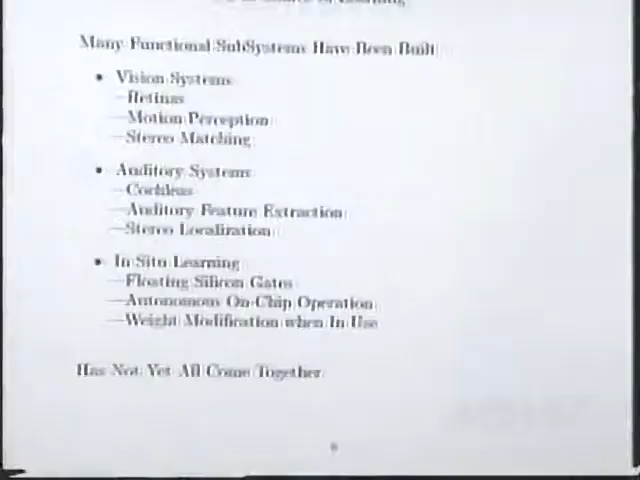 Many Functional SubSystems Have Been Built
• Vision Systems
—Retinas
—Motion Perception
—Stereo Matching
• Auditory Systems
—Cochleas
—Auditory Feature Extraction
—Stereo Localization
• In Situ Learning
—Floating Silicon Gates
—Autonomous On-Chip Operation
—Weight Modification when In Use
Has Not Yet All Come Together